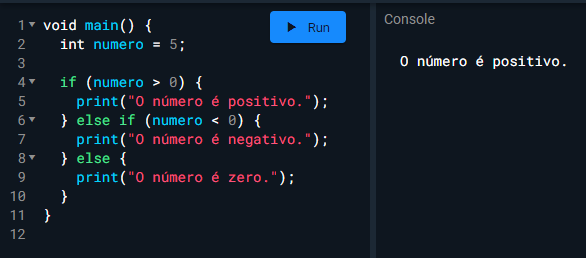 1 void main() {
2 int numero = 5;
3
4 if (numero > 0) {
5 print("O número é positivo.");
6 } else if (numero < 0) {
7 print("O número é negativo.");
8 } else {
9 print("O número é zero.");
10 }
11 }
12
Run
Console
O número é positivo.